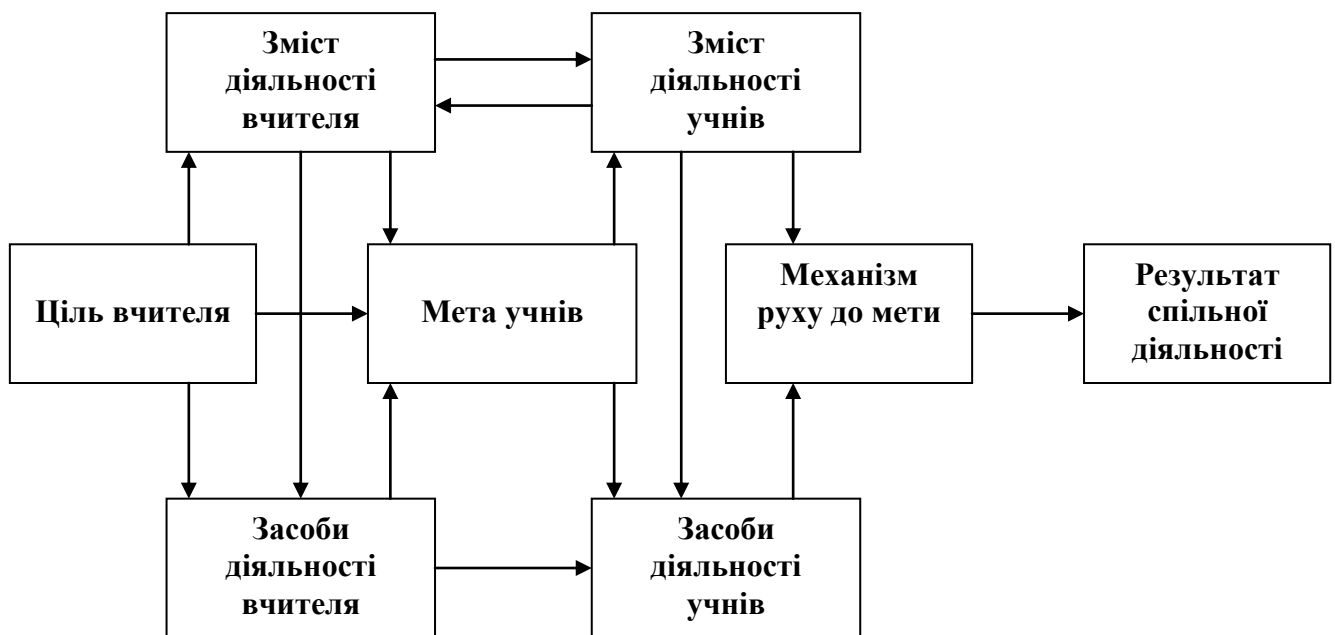 Зміст
діяльності
вчителя
Зміст
діяльності
учнів
Ціль вчителя
Мета учнів
Механізм
руху до мети
Результат
спільної
діяльності
Засоби
діяльності
вчителя
Засоби
діяльності
учнів